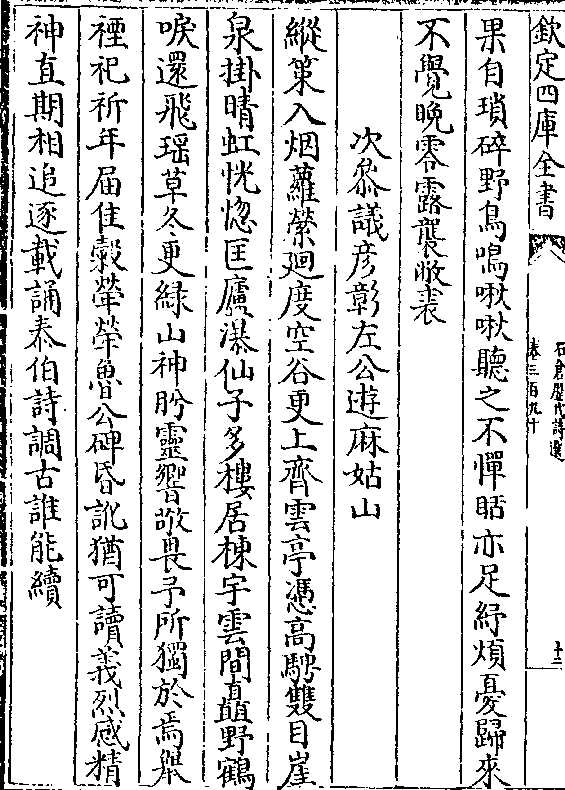 欽定四庫全書
石倉歷代詩選
卷三百九十
十二
果自瑣碎野鳥鳴啾啾聽之不憚聒亦足紓煩憂歸來
不覺晚零露襲敝裘
次叅議彦彰左公遊麻姑山
縱策入烟蘿縈廻度空谷更上齊雲亭憑高騁雙目崖
泉掛晴虹恍惚匡廬瀑仙子多樓居棟宇雲間矗野鶴
唳還飛瑶草冬更緑山神肸靈響敬畏予所獨於焉舉
禋祀祈年届佳穀犖犖魯公碑昏訛猶可讀義烈感精
神直期相追逐載誦泰伯詩調古誰能續